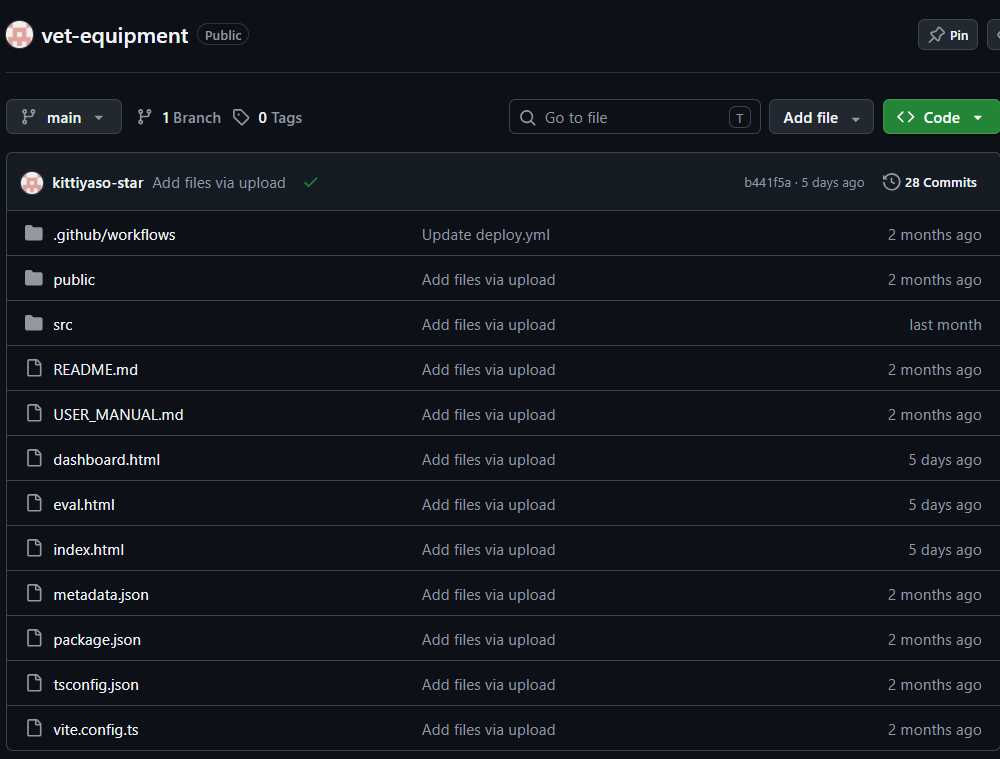 vet-equipment Public Pin
main 1 Branch 0 Tags Go to file T Add file Code
kittiyaso-star Add files via upload b441f5a · 5 days ago 28 Commits
.github/workflows Update deploy.yml 2 months ago
public Add files via upload 2 months ago
src Add files via upload last month
README.md Add files via upload 2 months ago
USER_MANUAL.md Add files via upload 2 months ago
dashboard.html Add files via upload 5 days ago
eval.html Add files via upload 5 days ago
index.html Add files via upload 5 days ago
metadata.json Add files via upload 2 months ago
package.json Add files via upload 2 months ago
tsconfig.json Add files via upload 2 months ago
vite.config.ts Add files via upload 2 months ago